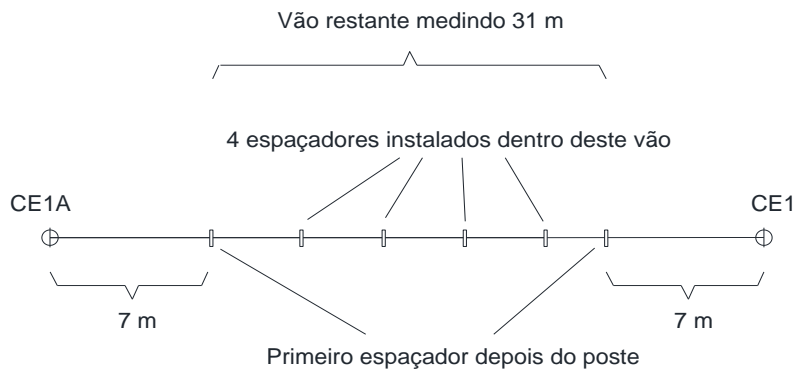 Vão restante medindo 31 m
4 espaçadores instalados dentro deste vão
CE1A
CE1
7 m
7 m
Primeiro espaçador depois do poste